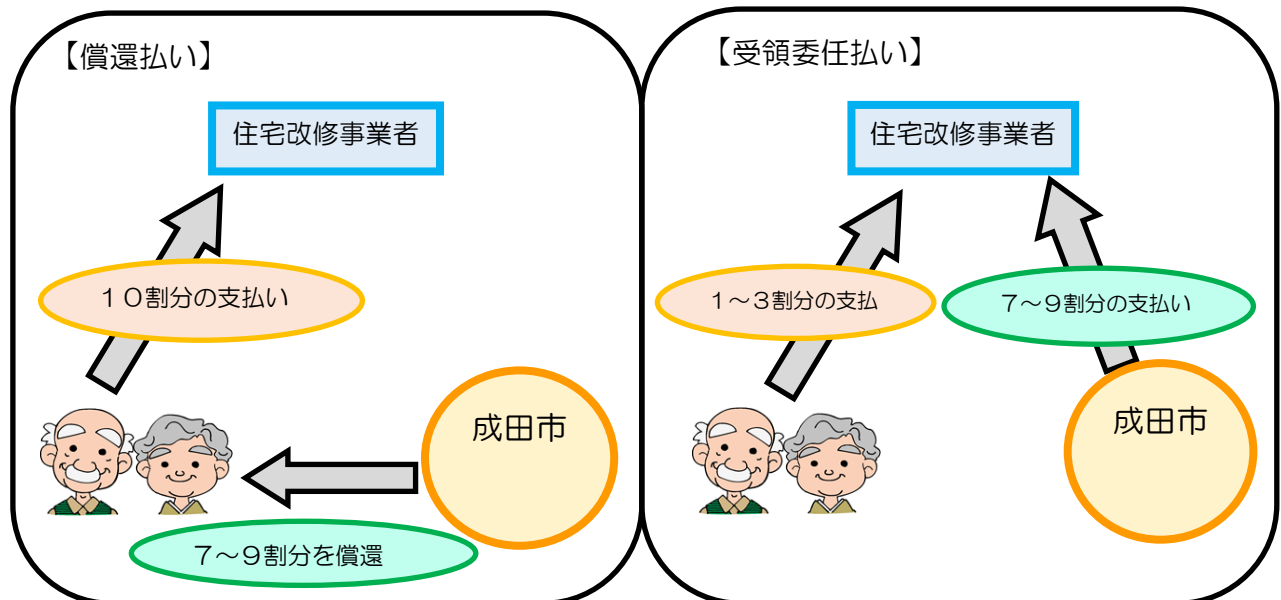 【償還払い】
住宅改修事業者
１０割分の支払い
成田市
７～９割分を償還
【受領委任払い】
住宅改修事業者
１～３割分の支払
７～９割分の支払い
成田市